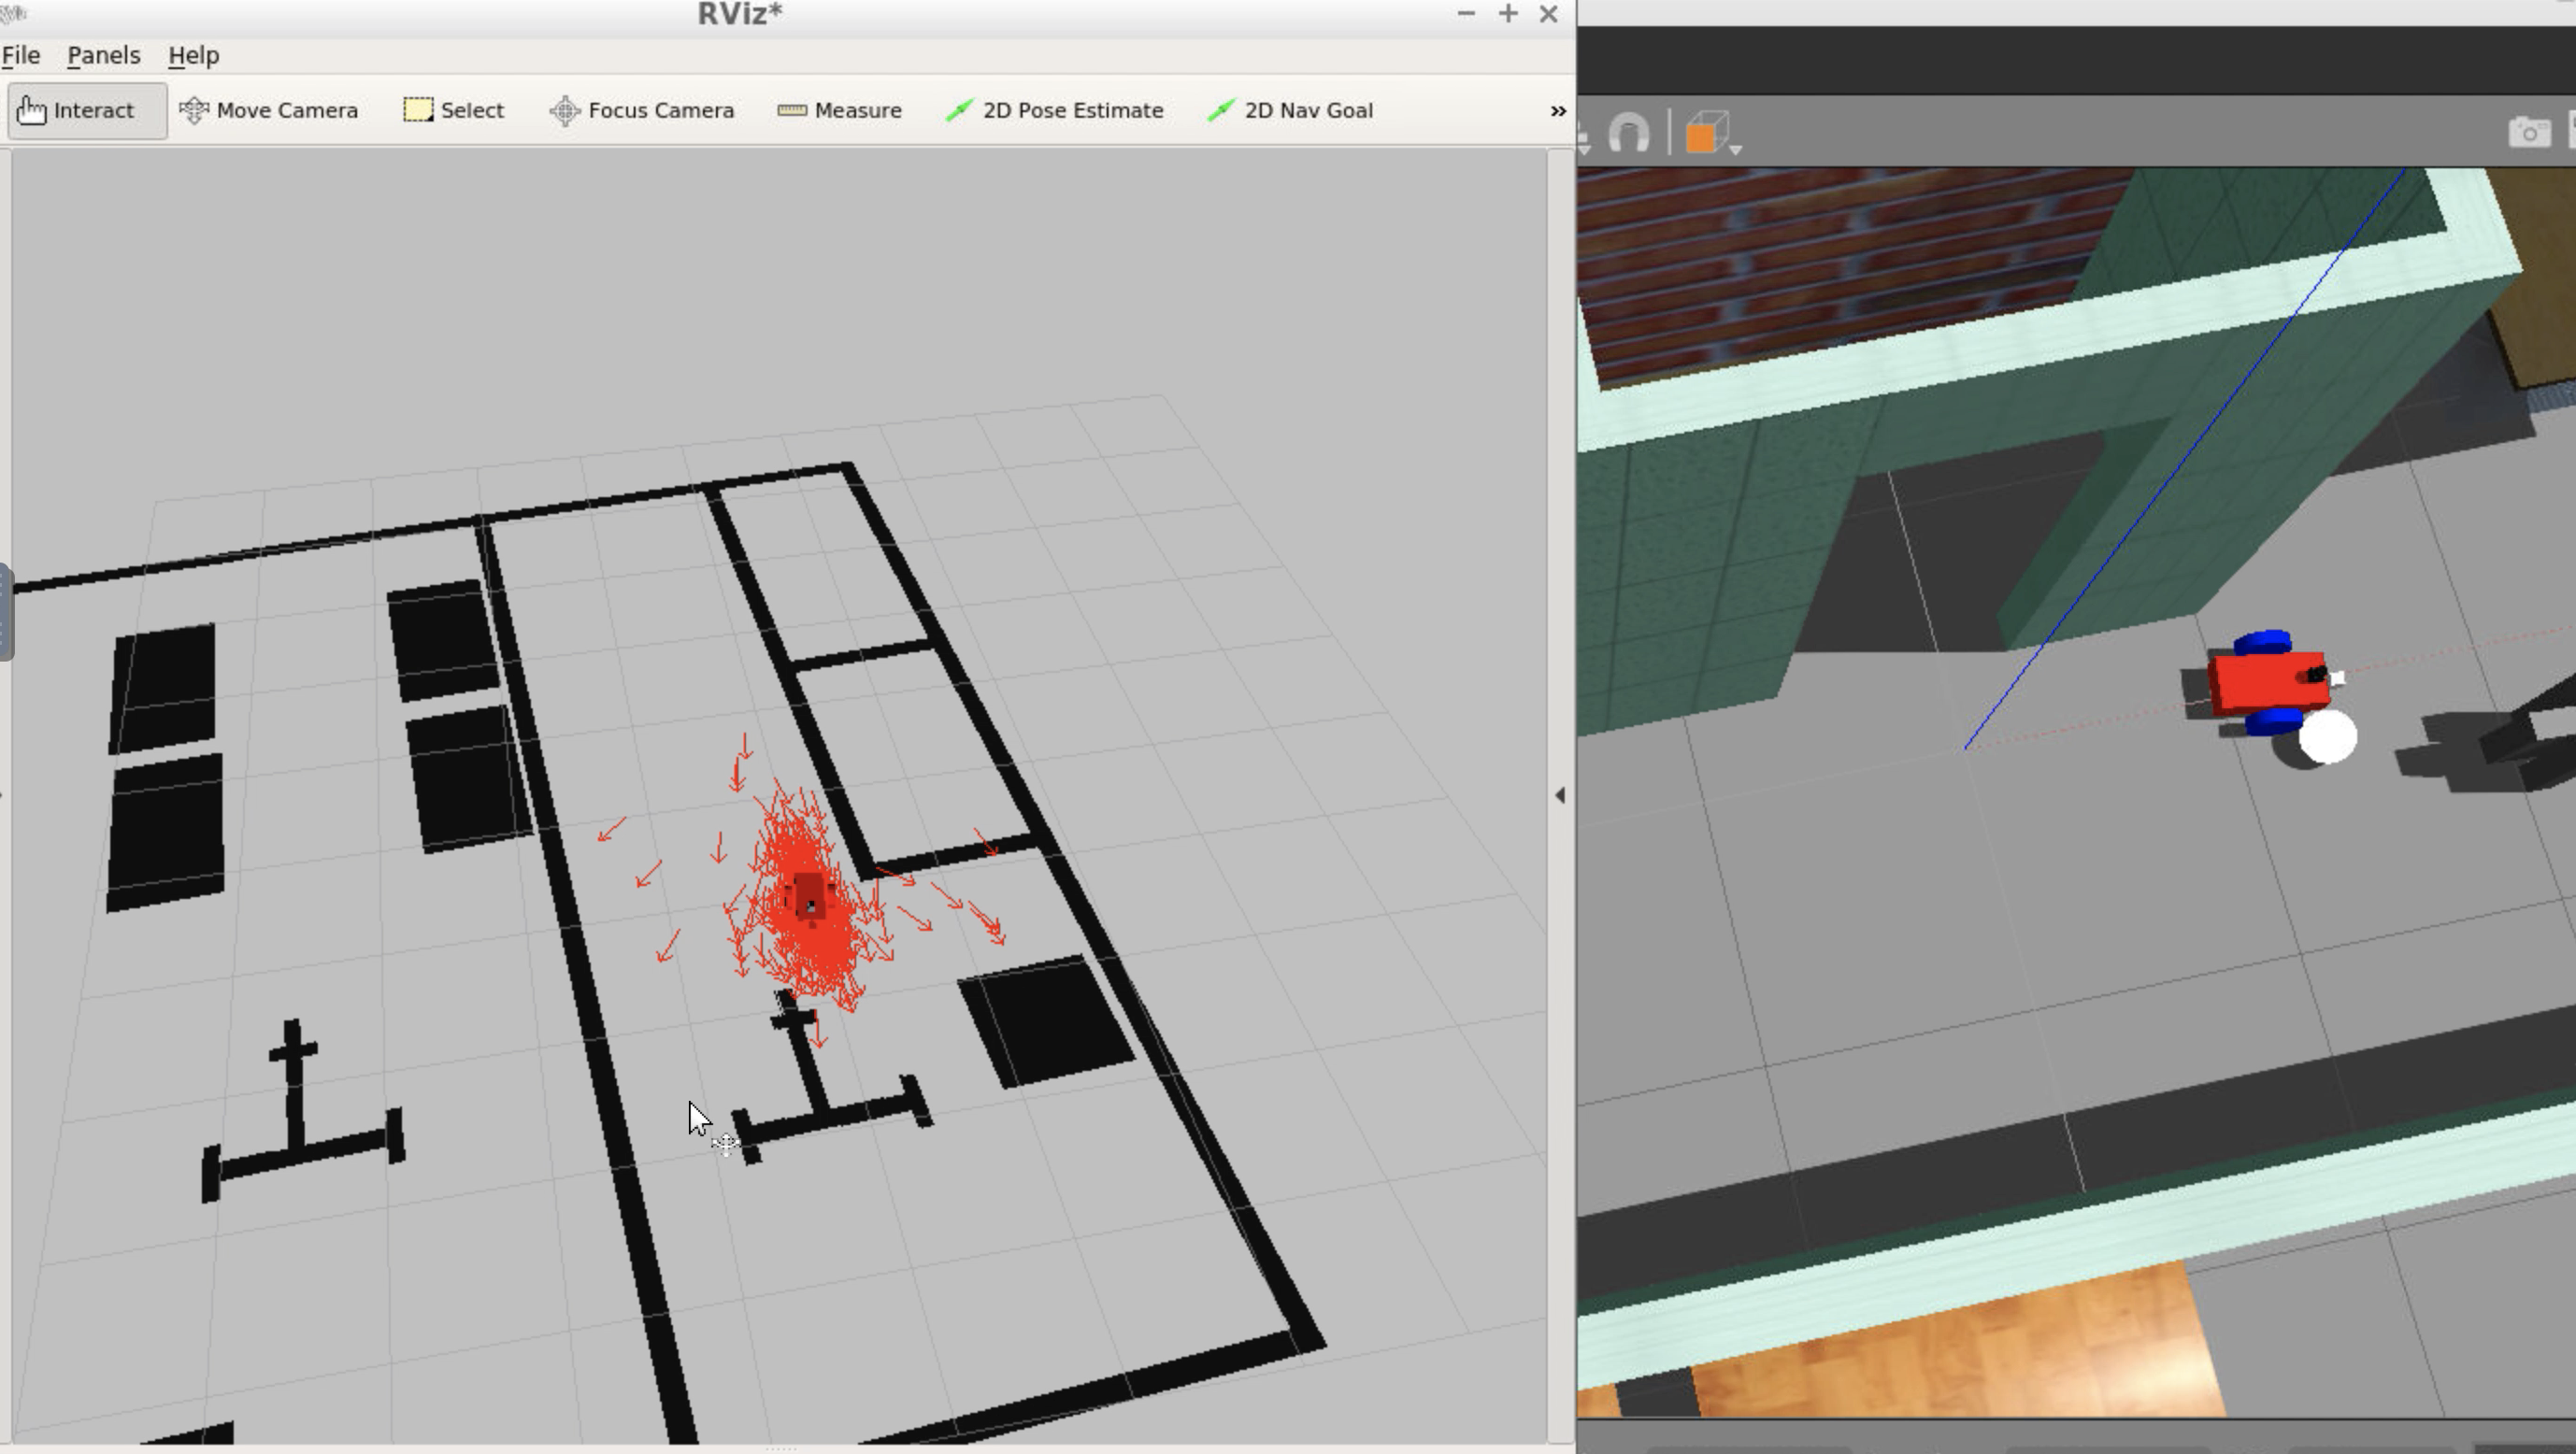 RViz*
File Panels Help
Interact Move Camera Select Focus Camera Measure 2D Pose Estimate 2D Nav Goal »